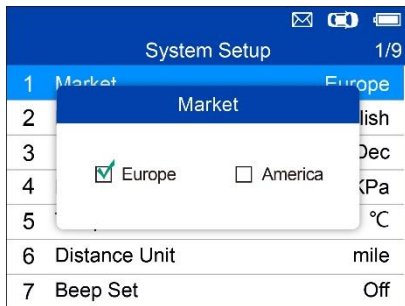 System Setup 1/9
1 Market Europe
Market
2 lish
3 Dec
Europe America
4 KPa
5 ℃
6 Distance Unit mile
7 Beep Set Off